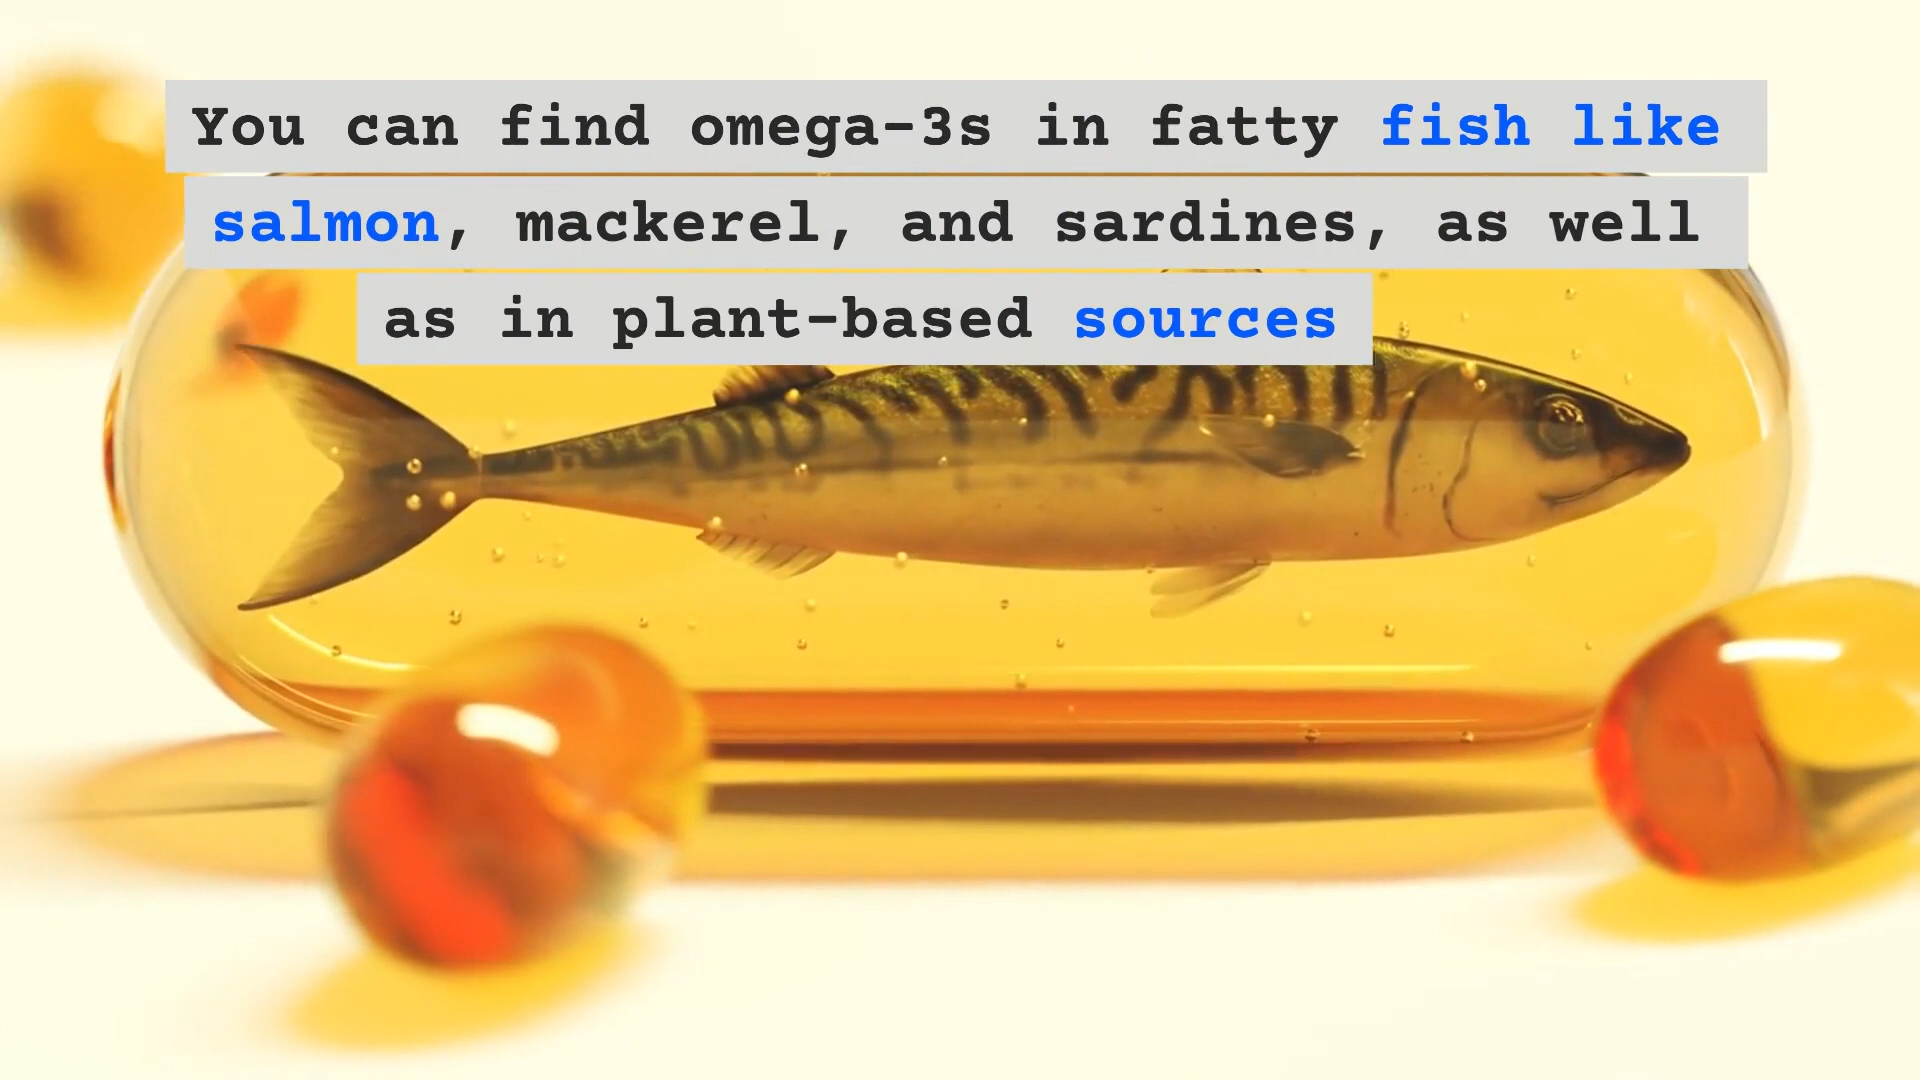 You can find omega-3s in fatty fish like
salmon, mackerel, and sardines, as well
as in plant-based sources